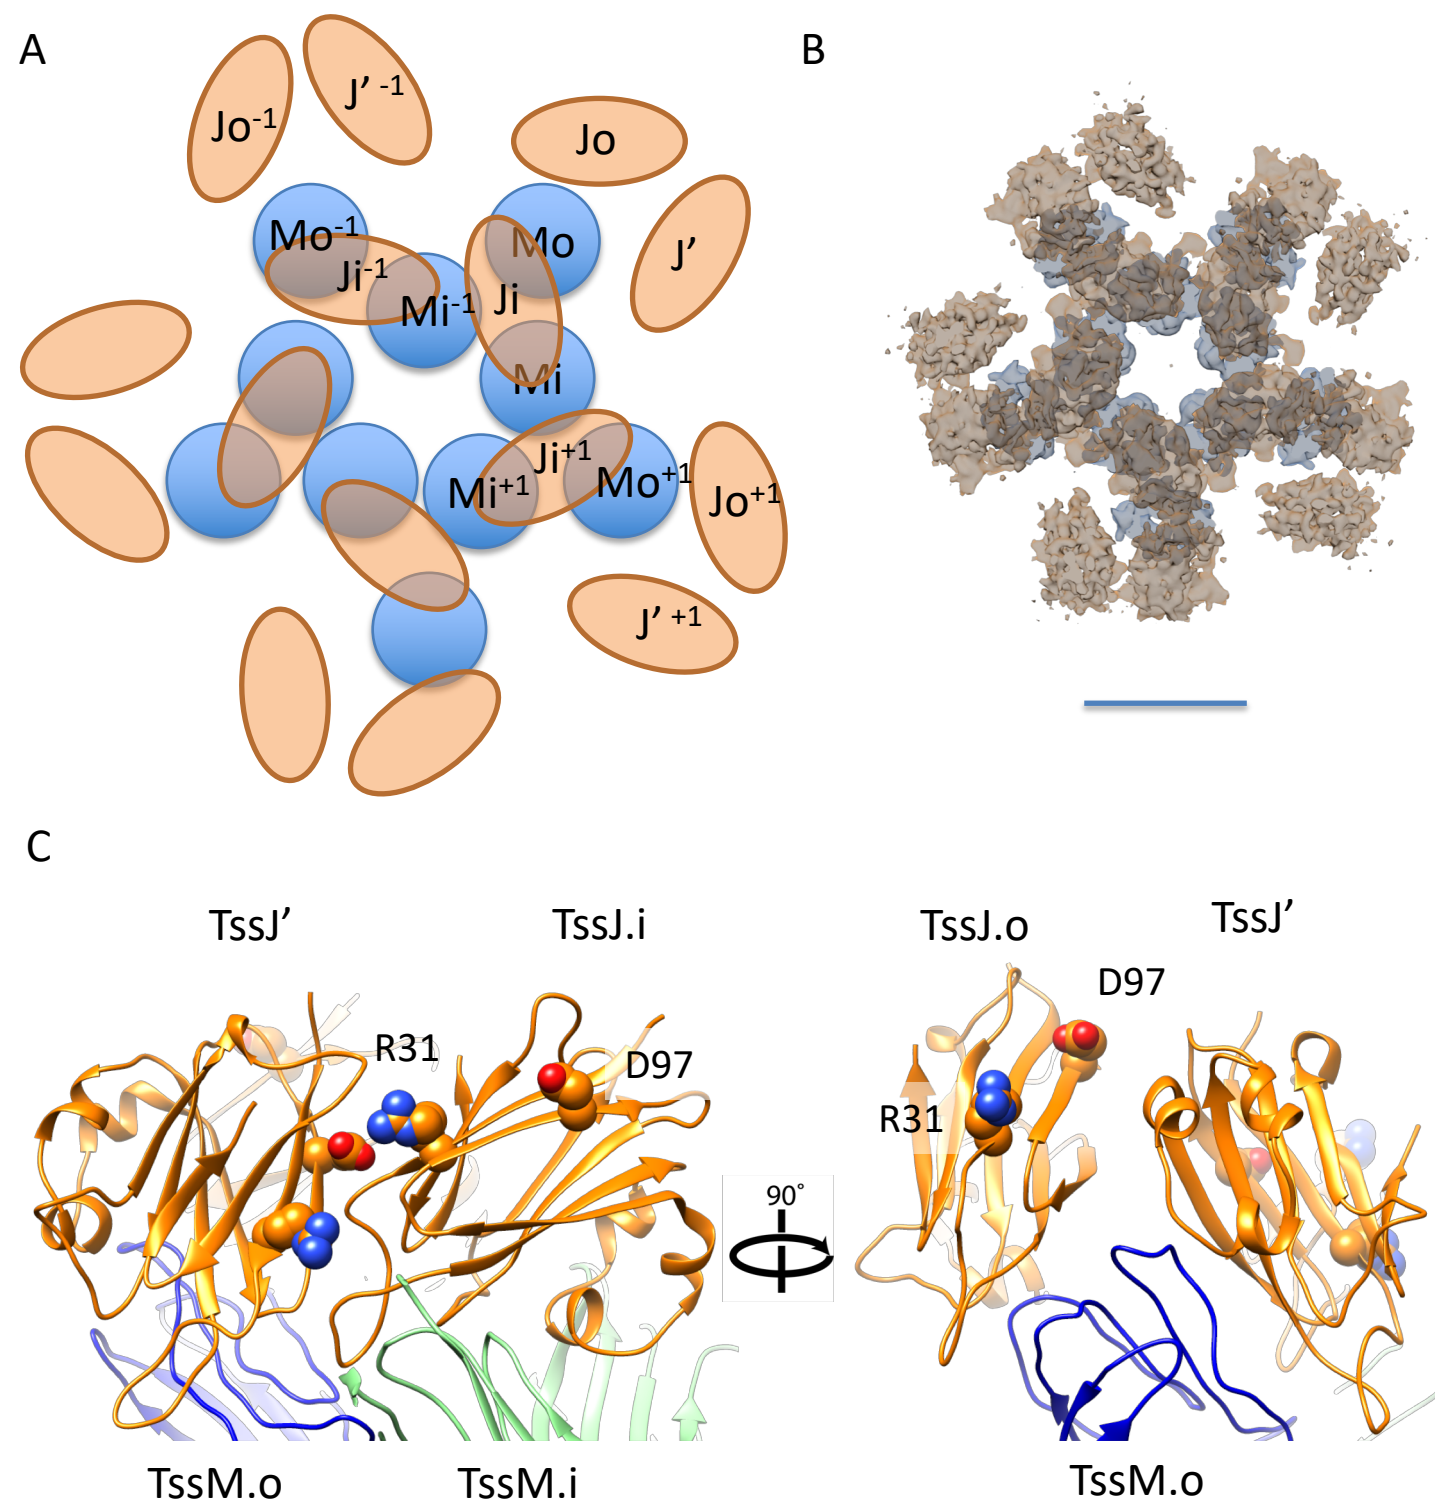 A
B
Jo-1
J’ -1
Jo
J’
Mo-1
Mo
Ji-1
Ji
Mi-1
Mi
Ji+1
Mi+1
Mo+1
Jo+1
J’ +1
C
TssJ’
TssJ.i
TssJ.o
TssJ’
R31
D97
D97
R31
90°
TssM.o
TssM.i
TssM.o